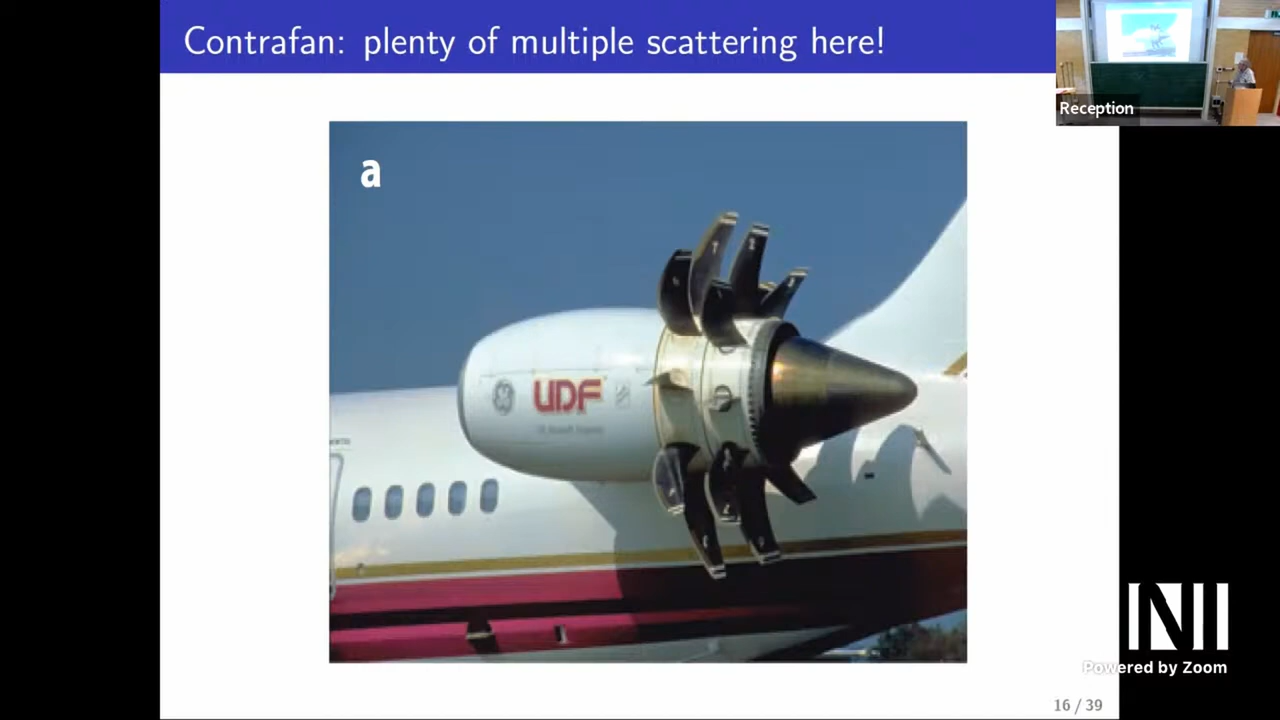 Contrafan: plenty of multiple scattering here!
Reception
a
UDF
Powered by Zoom
16 / 39